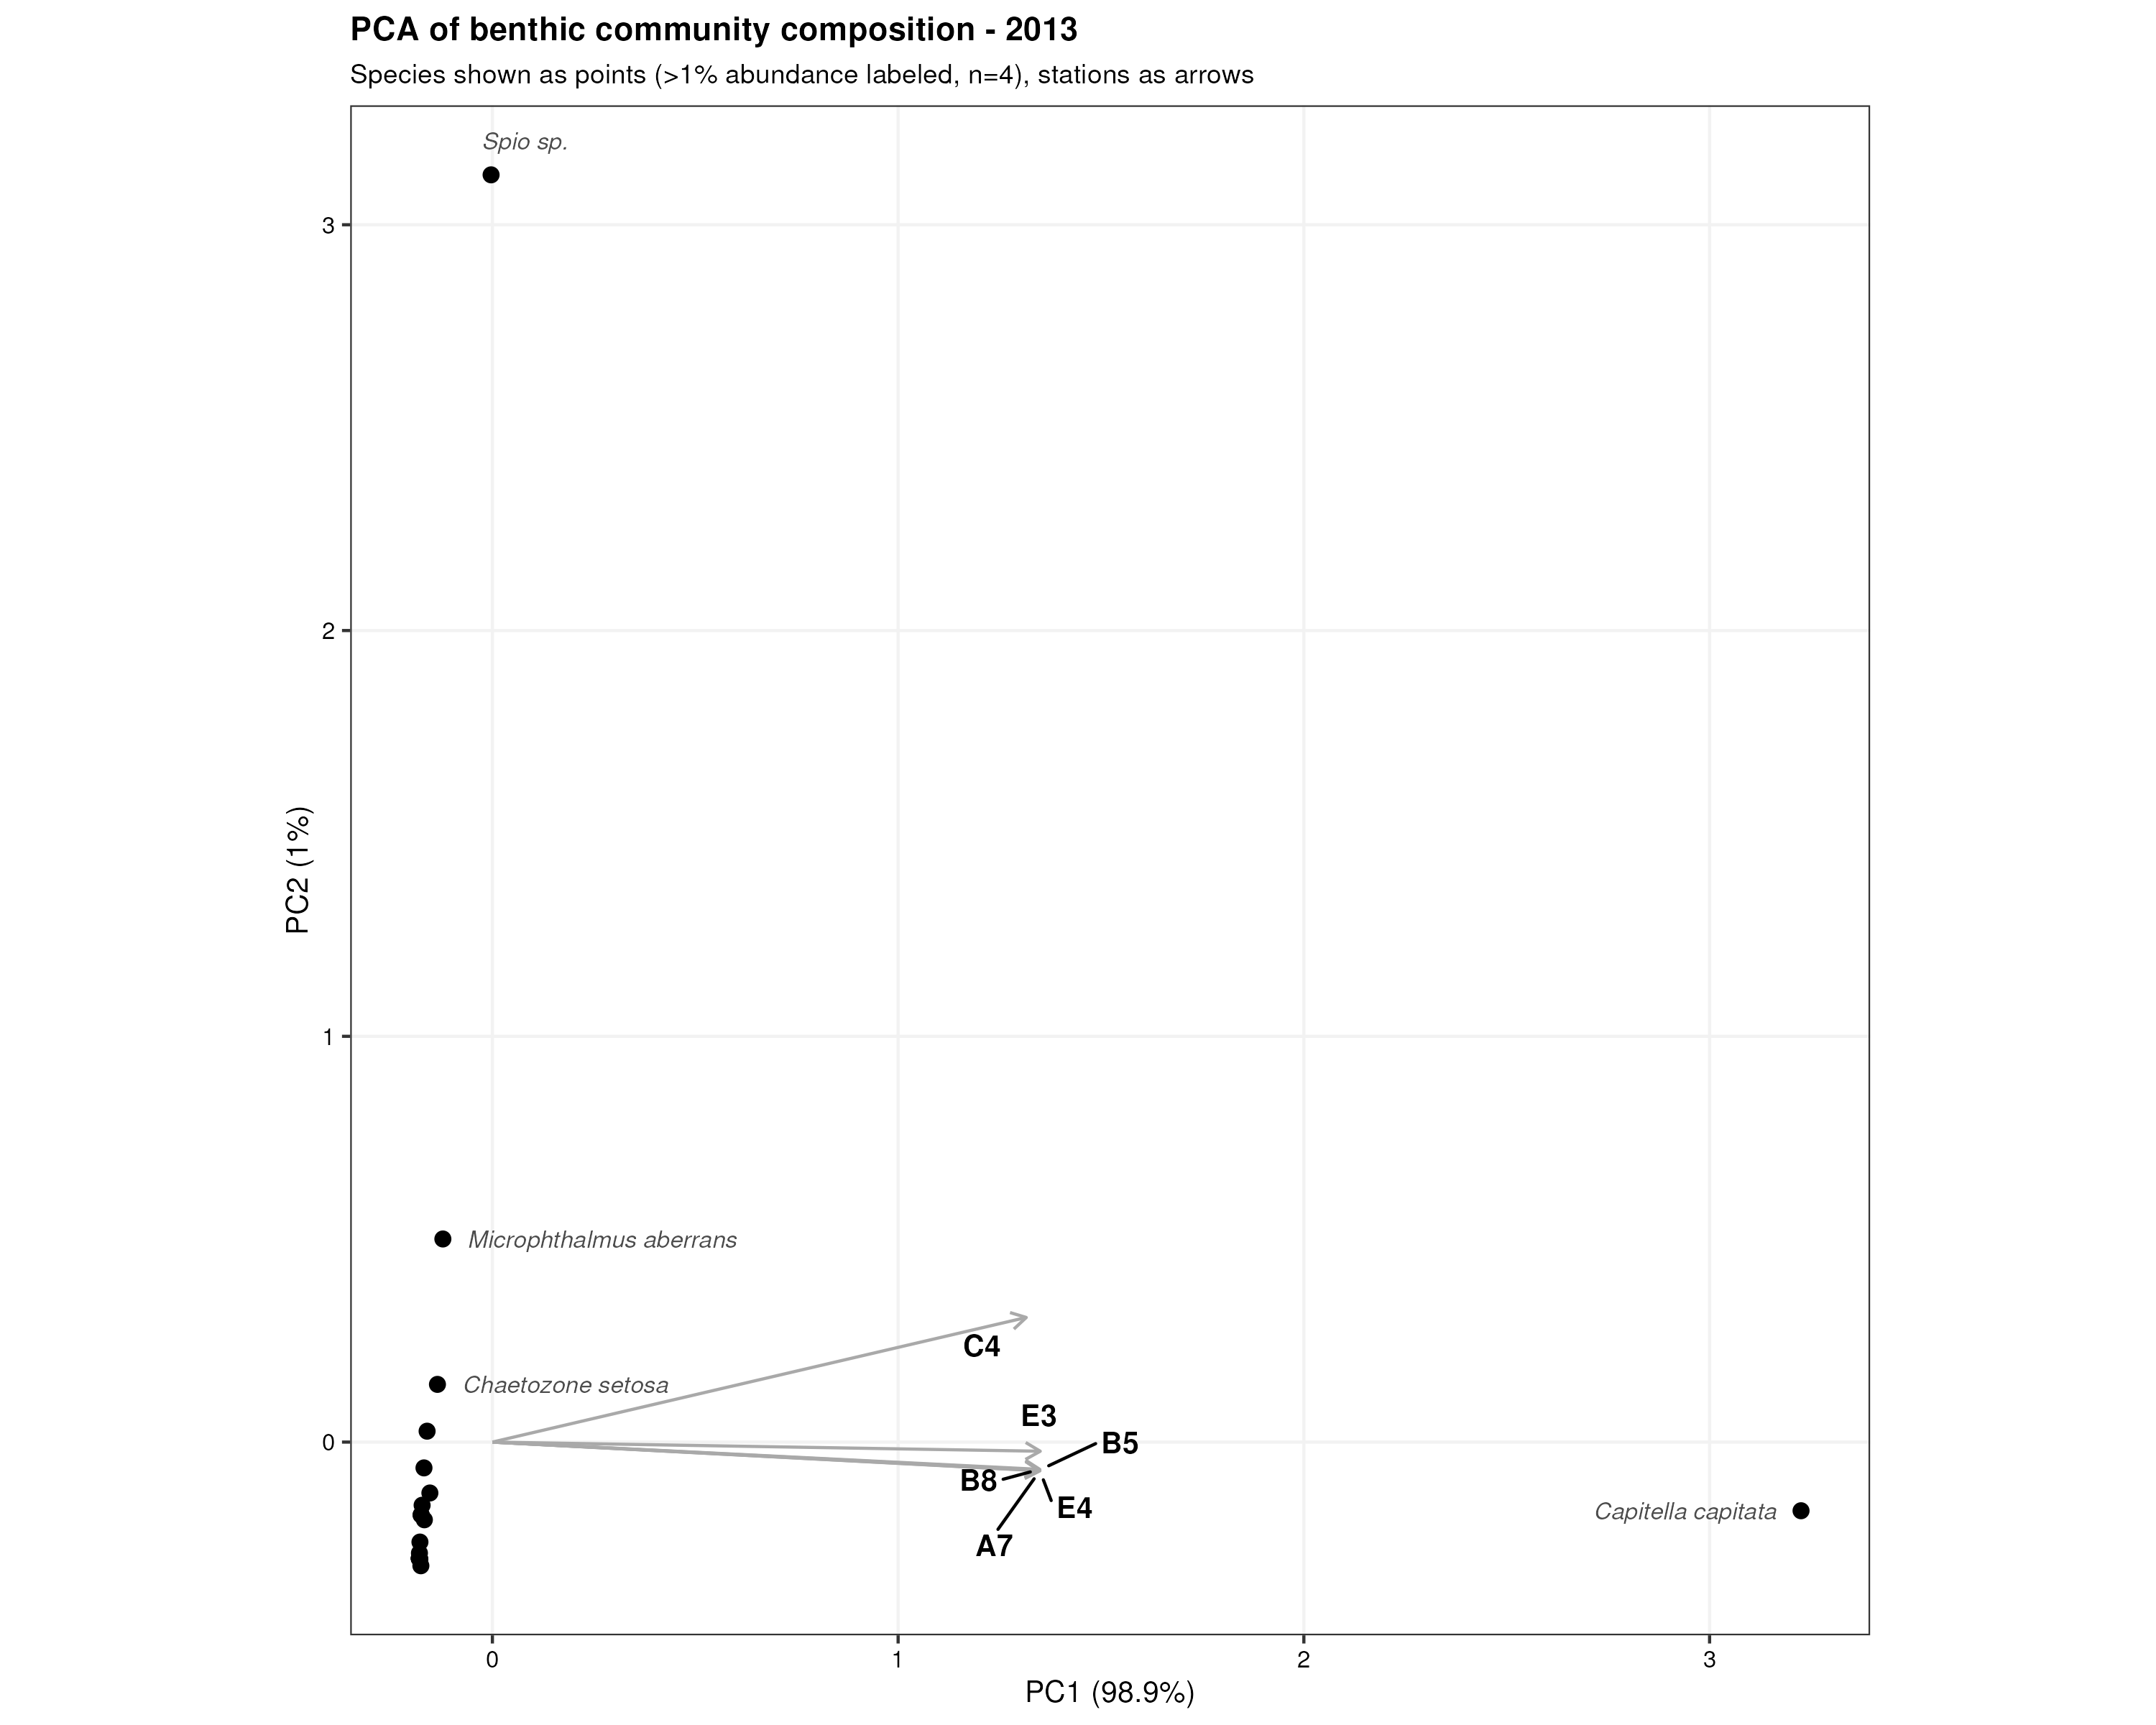 PCA of benthic community composition - 2013
Species shown as points (>1% abundance labeled, n=4), stations as arrows
Spio sp.
3
2
PC2 (1%)
1
Microphthalmus aberrans
C4
Chaetozone setosa
E3
0
B5
B8
E4
Capitella capitata
A7
0
1
2
3
PC1 (98.9%)